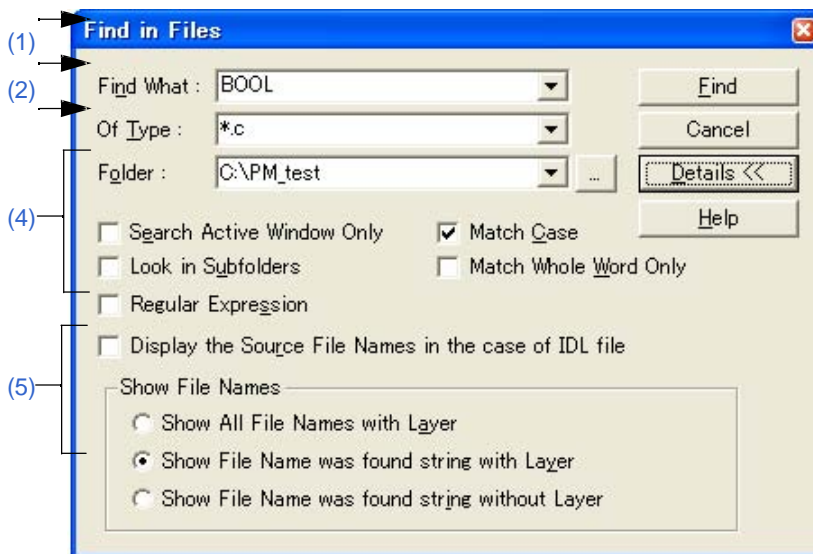 Find in Files
(1)
(2)
Find What : BOOL Find
Of Type : *.c Cancel
Folder : C:\PM_test ... Details <<
Help
(4)
Search Active Window Only Match Case
Look in Subfolders Match Whole Word Only
Regular Expression
Display the Source File Names in the case of IDL file
(5)
Show File Names
Show All File Names with Layer
Show File Name was found string with Layer
Show File Name was found string without Layer